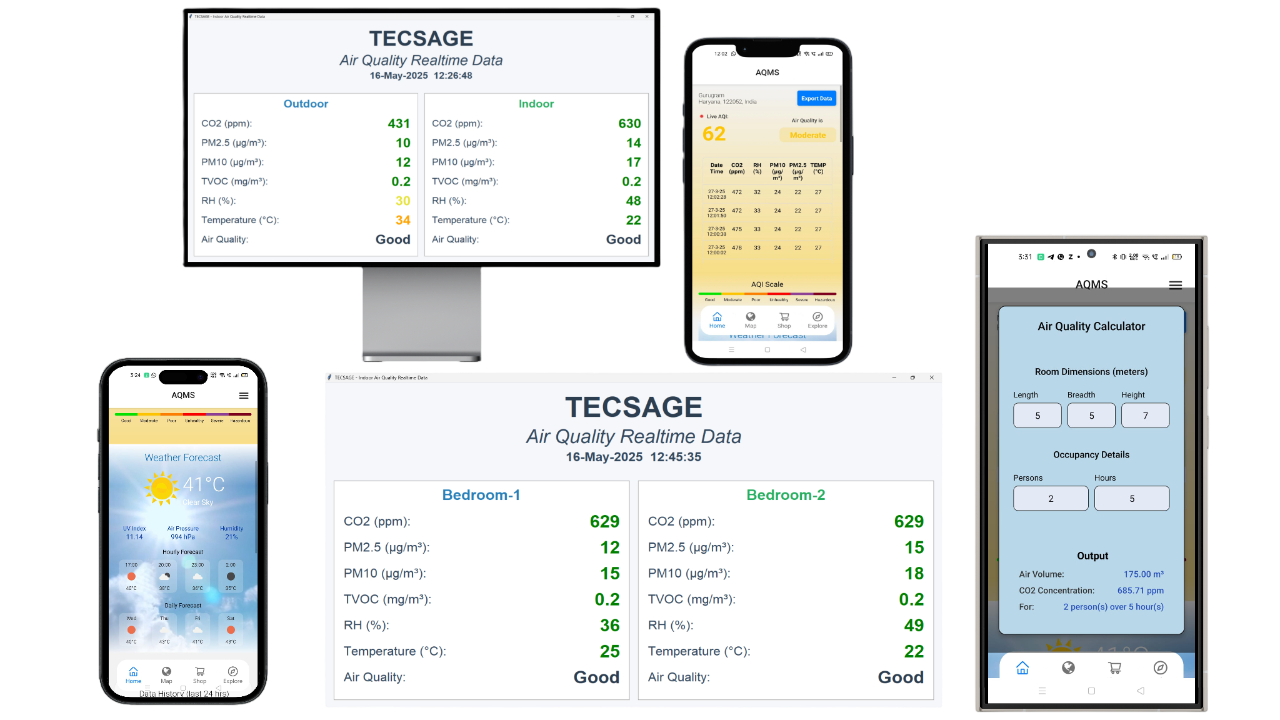 TECSAGE - Indoor Air Quality Realtime Data
TECSAGE
Air Quality Realtime Data
16-May-2025 12:26:48
Outdoor
CO2 (ppm): 431
PM2.5 (µg/m³): 10
PM10 (µg/m³): 12
TVOC (mg/m³): 0.2
RH (%): 30
Temperature (°C): 34
Air Quality: Good
Indoor
CO2 (ppm): 630
PM2.5 (µg/m³): 14
PM10 (µg/m³): 17
TVOC (mg/m³): 0.2
RH (%): 48
Temperature (°C): 22
Air Quality: Good
12:02
AQMS
Gurugram
Haryana, 122052, India
Export Data
Live AQI
62
Air Quality is
Moderate
Date Time CO2 (ppm) RH (%) PM10 (µg/m³) PM2.5 (µg/m³) TEMP (°C)
27-3-25 472 32 24 22 27
27-3-25 472 33 24 22 27
27-3-25 475 33 24 22 27
27-3-25 476 33 24 22 27
AQI Scale
Good Moderate Poor Unhealthy Severe Hazardous
Home Map Shop Explore
Weather Forecast
5:24
AQMS
Good Moderate Poor Unhealthy Severe Hazardous
Weather Forecast
41°C
Clear Sky
UV Index Air Pressure Humidity
11.14 994 hPa 21%
Hourly Forecast
17:00 20:00 23:00 2:00
40°C 38°C 36°C 35°C
Daily Forecast
Wed Thu Fri Sat
40°C 43°C 41°C 43°C
Home Map Shop Explore
Data History (last 24 hrs)
TECSAGE - Indoor Air Quality Realtime Data
TECSAGE
Air Quality Realtime Data
16-May-2025 12:45:35
Bedroom-1
CO2 (ppm): 629
PM2.5 (µg/m³): 12
PM10 (µg/m³): 15
TVOC (mg/m³): 0.2
RH (%): 36
Temperature (°C): 25
Air Quality: Good
Bedroom-2
CO2 (ppm): 629
PM2.5 (µg/m³): 15
PM10 (µg/m³): 18
TVOC (mg/m³): 0.2
RH (%): 49
Temperature (°C): 22
Air Quality: Good
3:31
AQMS
Air Quality Calculator
Room Dimensions (meters)
Length Breadth Height
5 5 7
Occupancy Details
Persons Hours
2 5
Output
Air Volume: 175.00 m³
CO2 Concentration: 685.71 ppm
For: 2 person(s) over 5 hour(s)
41°C